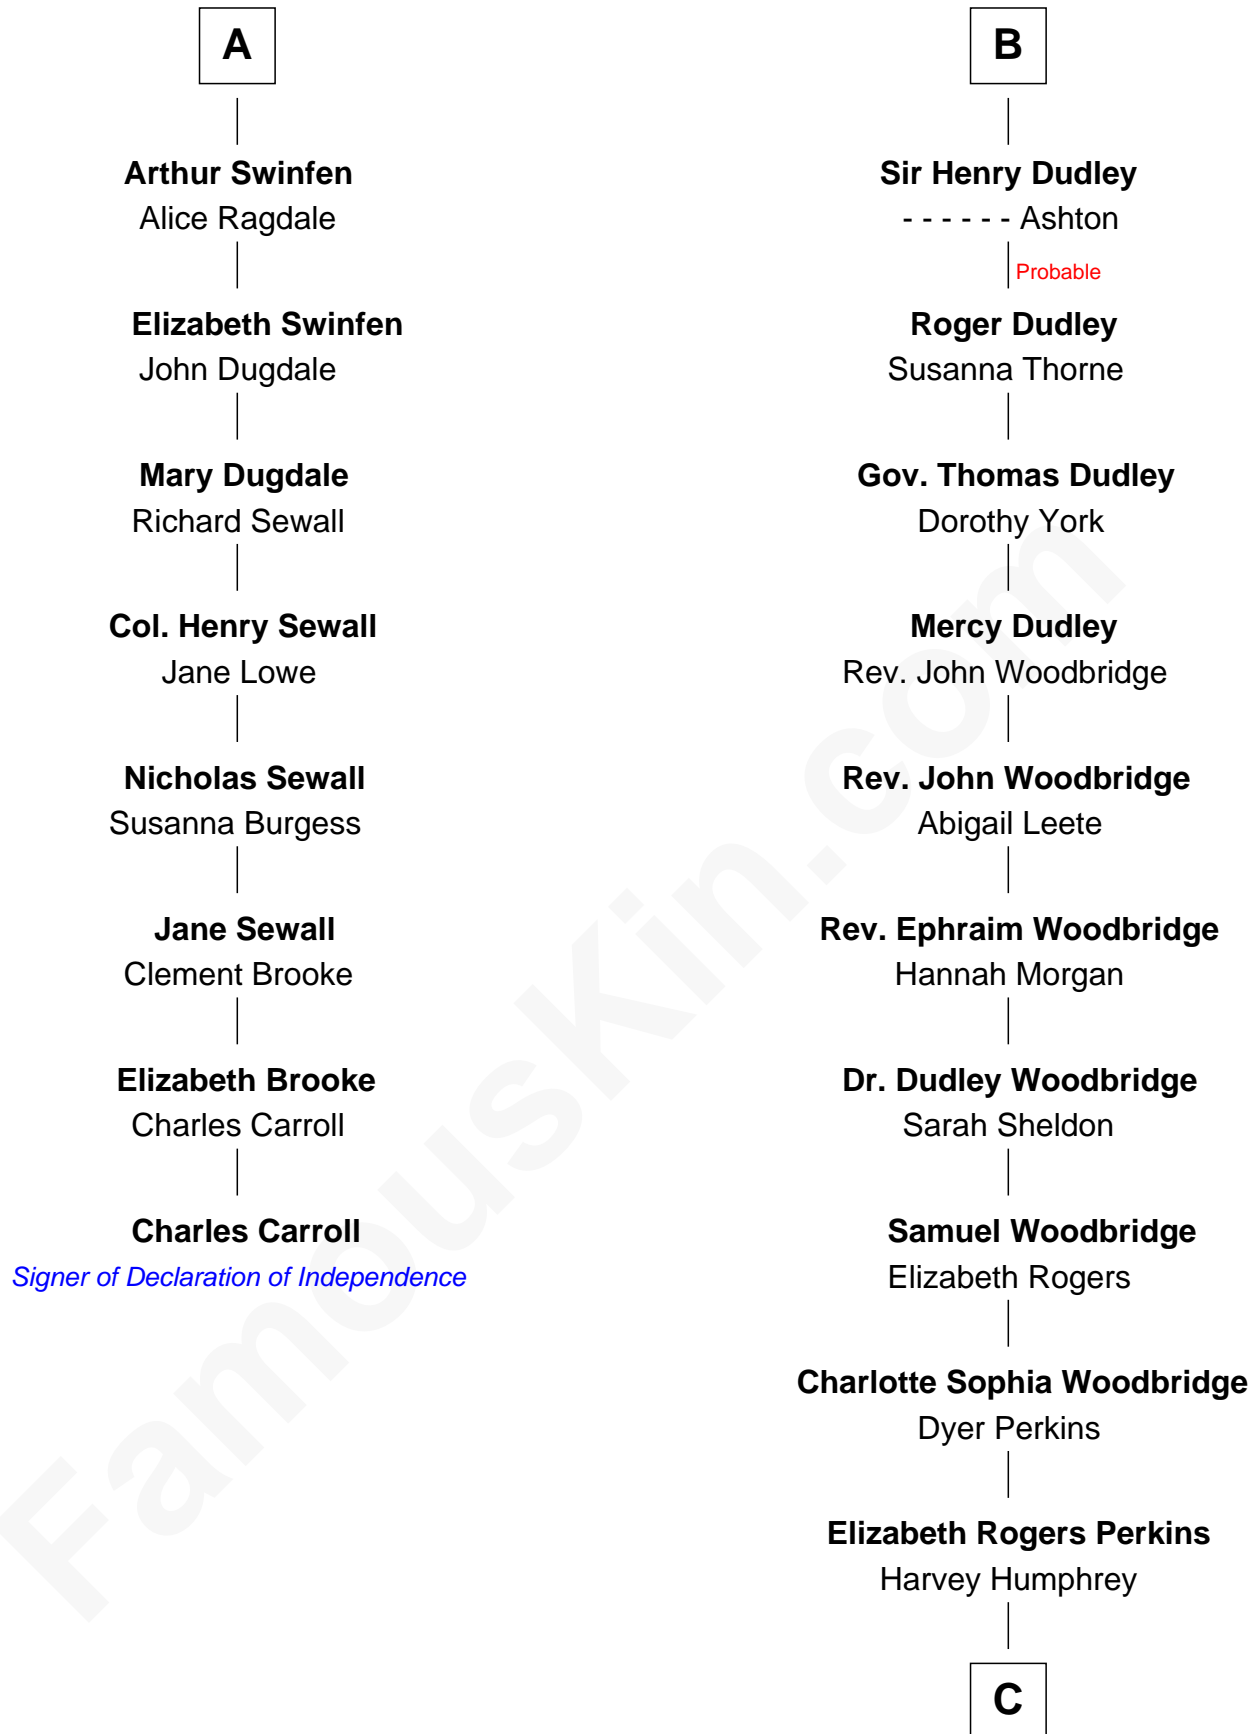 A
Arthur Swinfen
Alice Ragdale
Elizabeth Swinfen
John Dugdale
Mary Dugdale
Richard Sewall
Col. Henry Sewall
Jane Lowe
Nicholas Sewall
Susanna Burgess
Jane Sewall
Clement Brooke
Elizabeth Brooke
Charles Carroll
Charles Carroll
Signer of Declaration of Independence
B
Sir Henry Dudley
- - - - - - Ashton
Probable
Roger Dudley
Susanna Thorne
Gov. Thomas Dudley
Dorothy York
Mercy Dudley
Rev. John Woodbridge
Rev. John Woodbridge
Abigail Leete
Rev. Ephraim Woodbridge
Hannah Morgan
Dr. Dudley Woodbridge
Sarah Sheldon
Samuel Woodbridge
Elizabeth Rogers
Charlotte Sophia Woodbridge
Dyer Perkins
Elizabeth Rogers Perkins
Harvey Humphrey
C
FamousKin.com